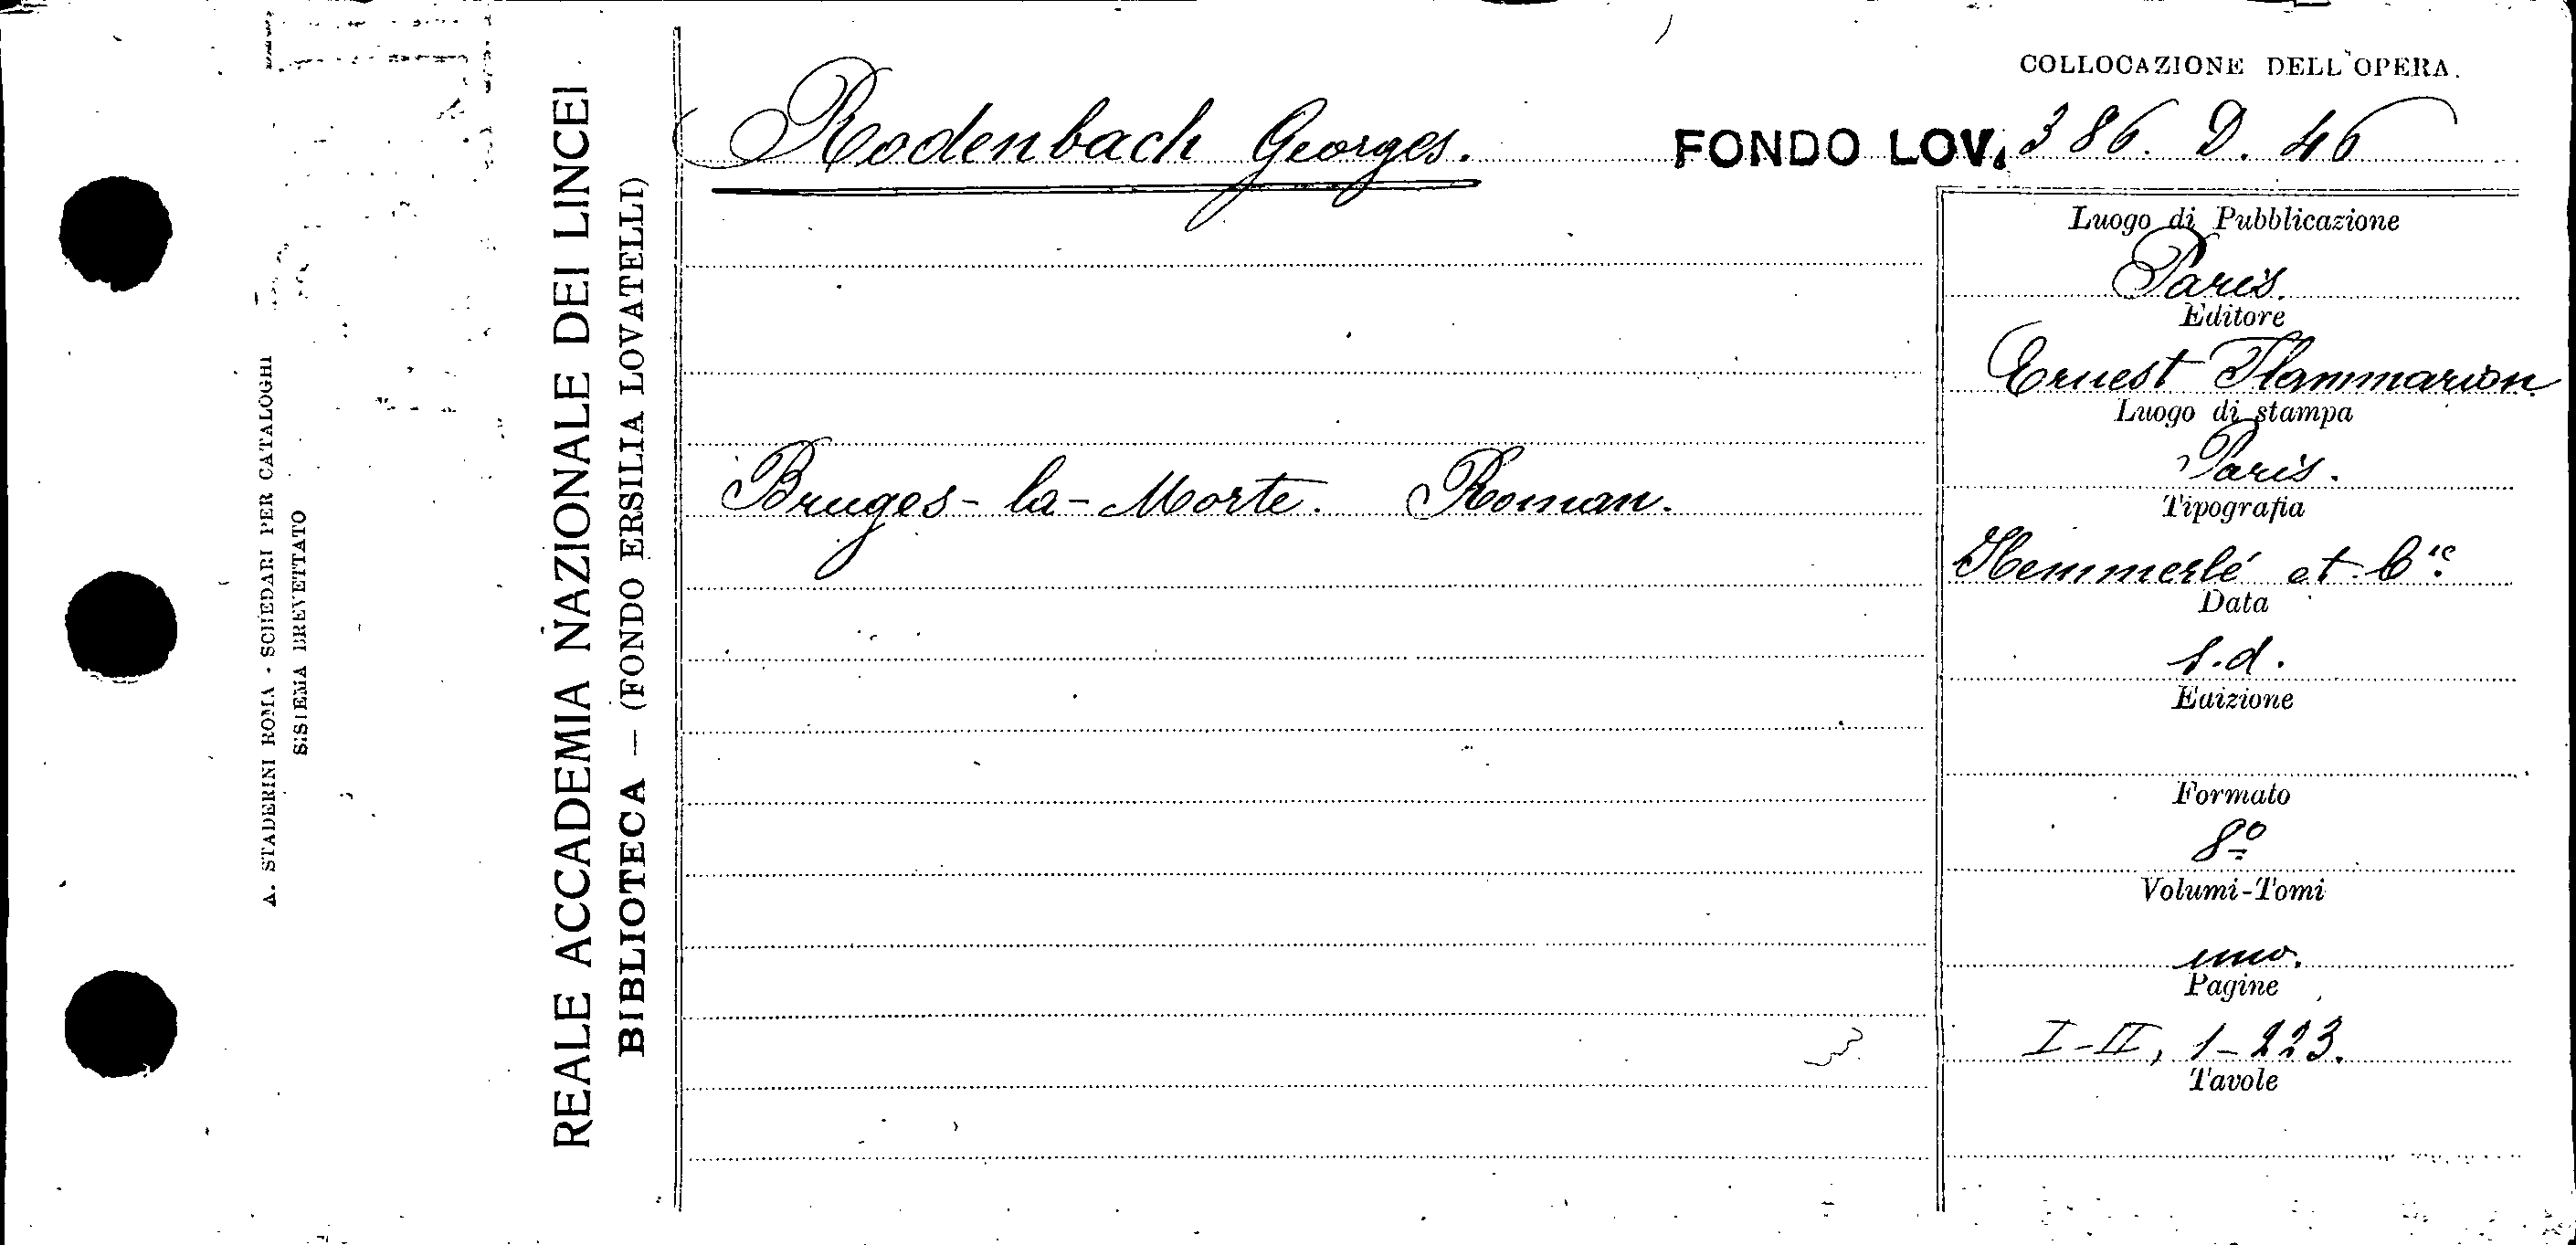 A. STADERINI ROMA - SCHEDARI PER CATALOGHI
SISTEMA BREVETTATO
REALE ACCADEMIA NAZIONALE DEI LINCEI
BIBLIOTECA — (FONDO ERSILIA LOVATELLI)
COLLOCAZIONE DELL'OPERA.
Rodenbach Georges.
FONDO LOV. 386. D. 46
Bruges-la-Morte. Roman.
Luogo di Pubblicazione
Paris.
Editore
Ernest Flammarion
Luogo di stampa
Paris.
Tipografia
Hemmerlé et Cie.
Data
s.d.
Edizione
Formato
8º
Volumi-Tomi
uno.
Pagine
I-II, 1-223.
Tavole